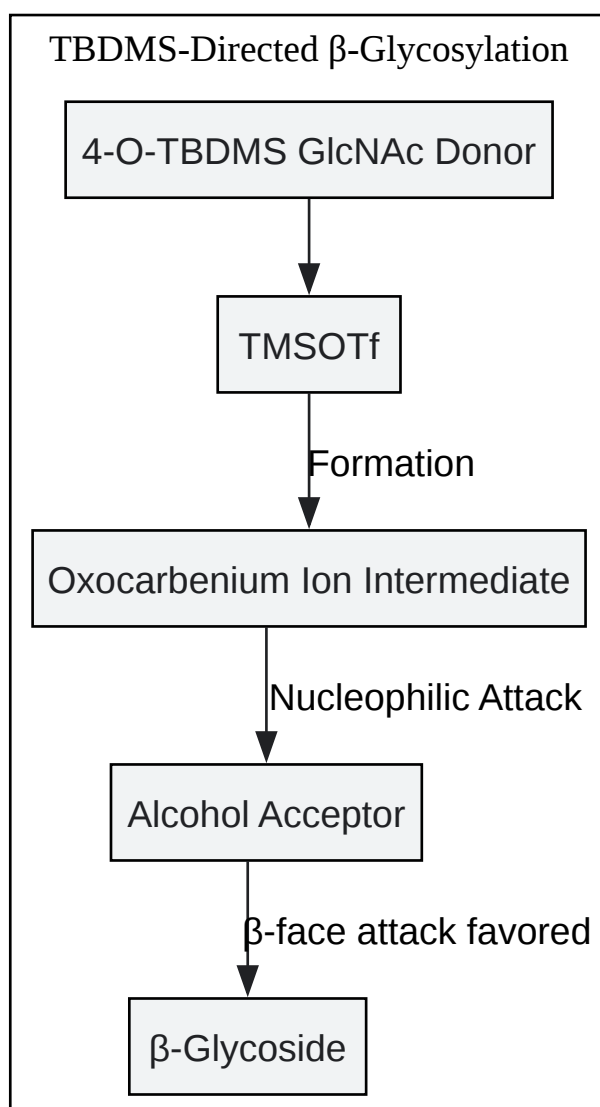 TBDMS-Directed β-Glycosylation
4-O-TBDMS GlcNAc Donor
TMSOTf
Formation
Oxocarbenium Ion Intermediate
Nucleophilic Attack
Alcohol Acceptor
β-face attack favored
β-Glycoside